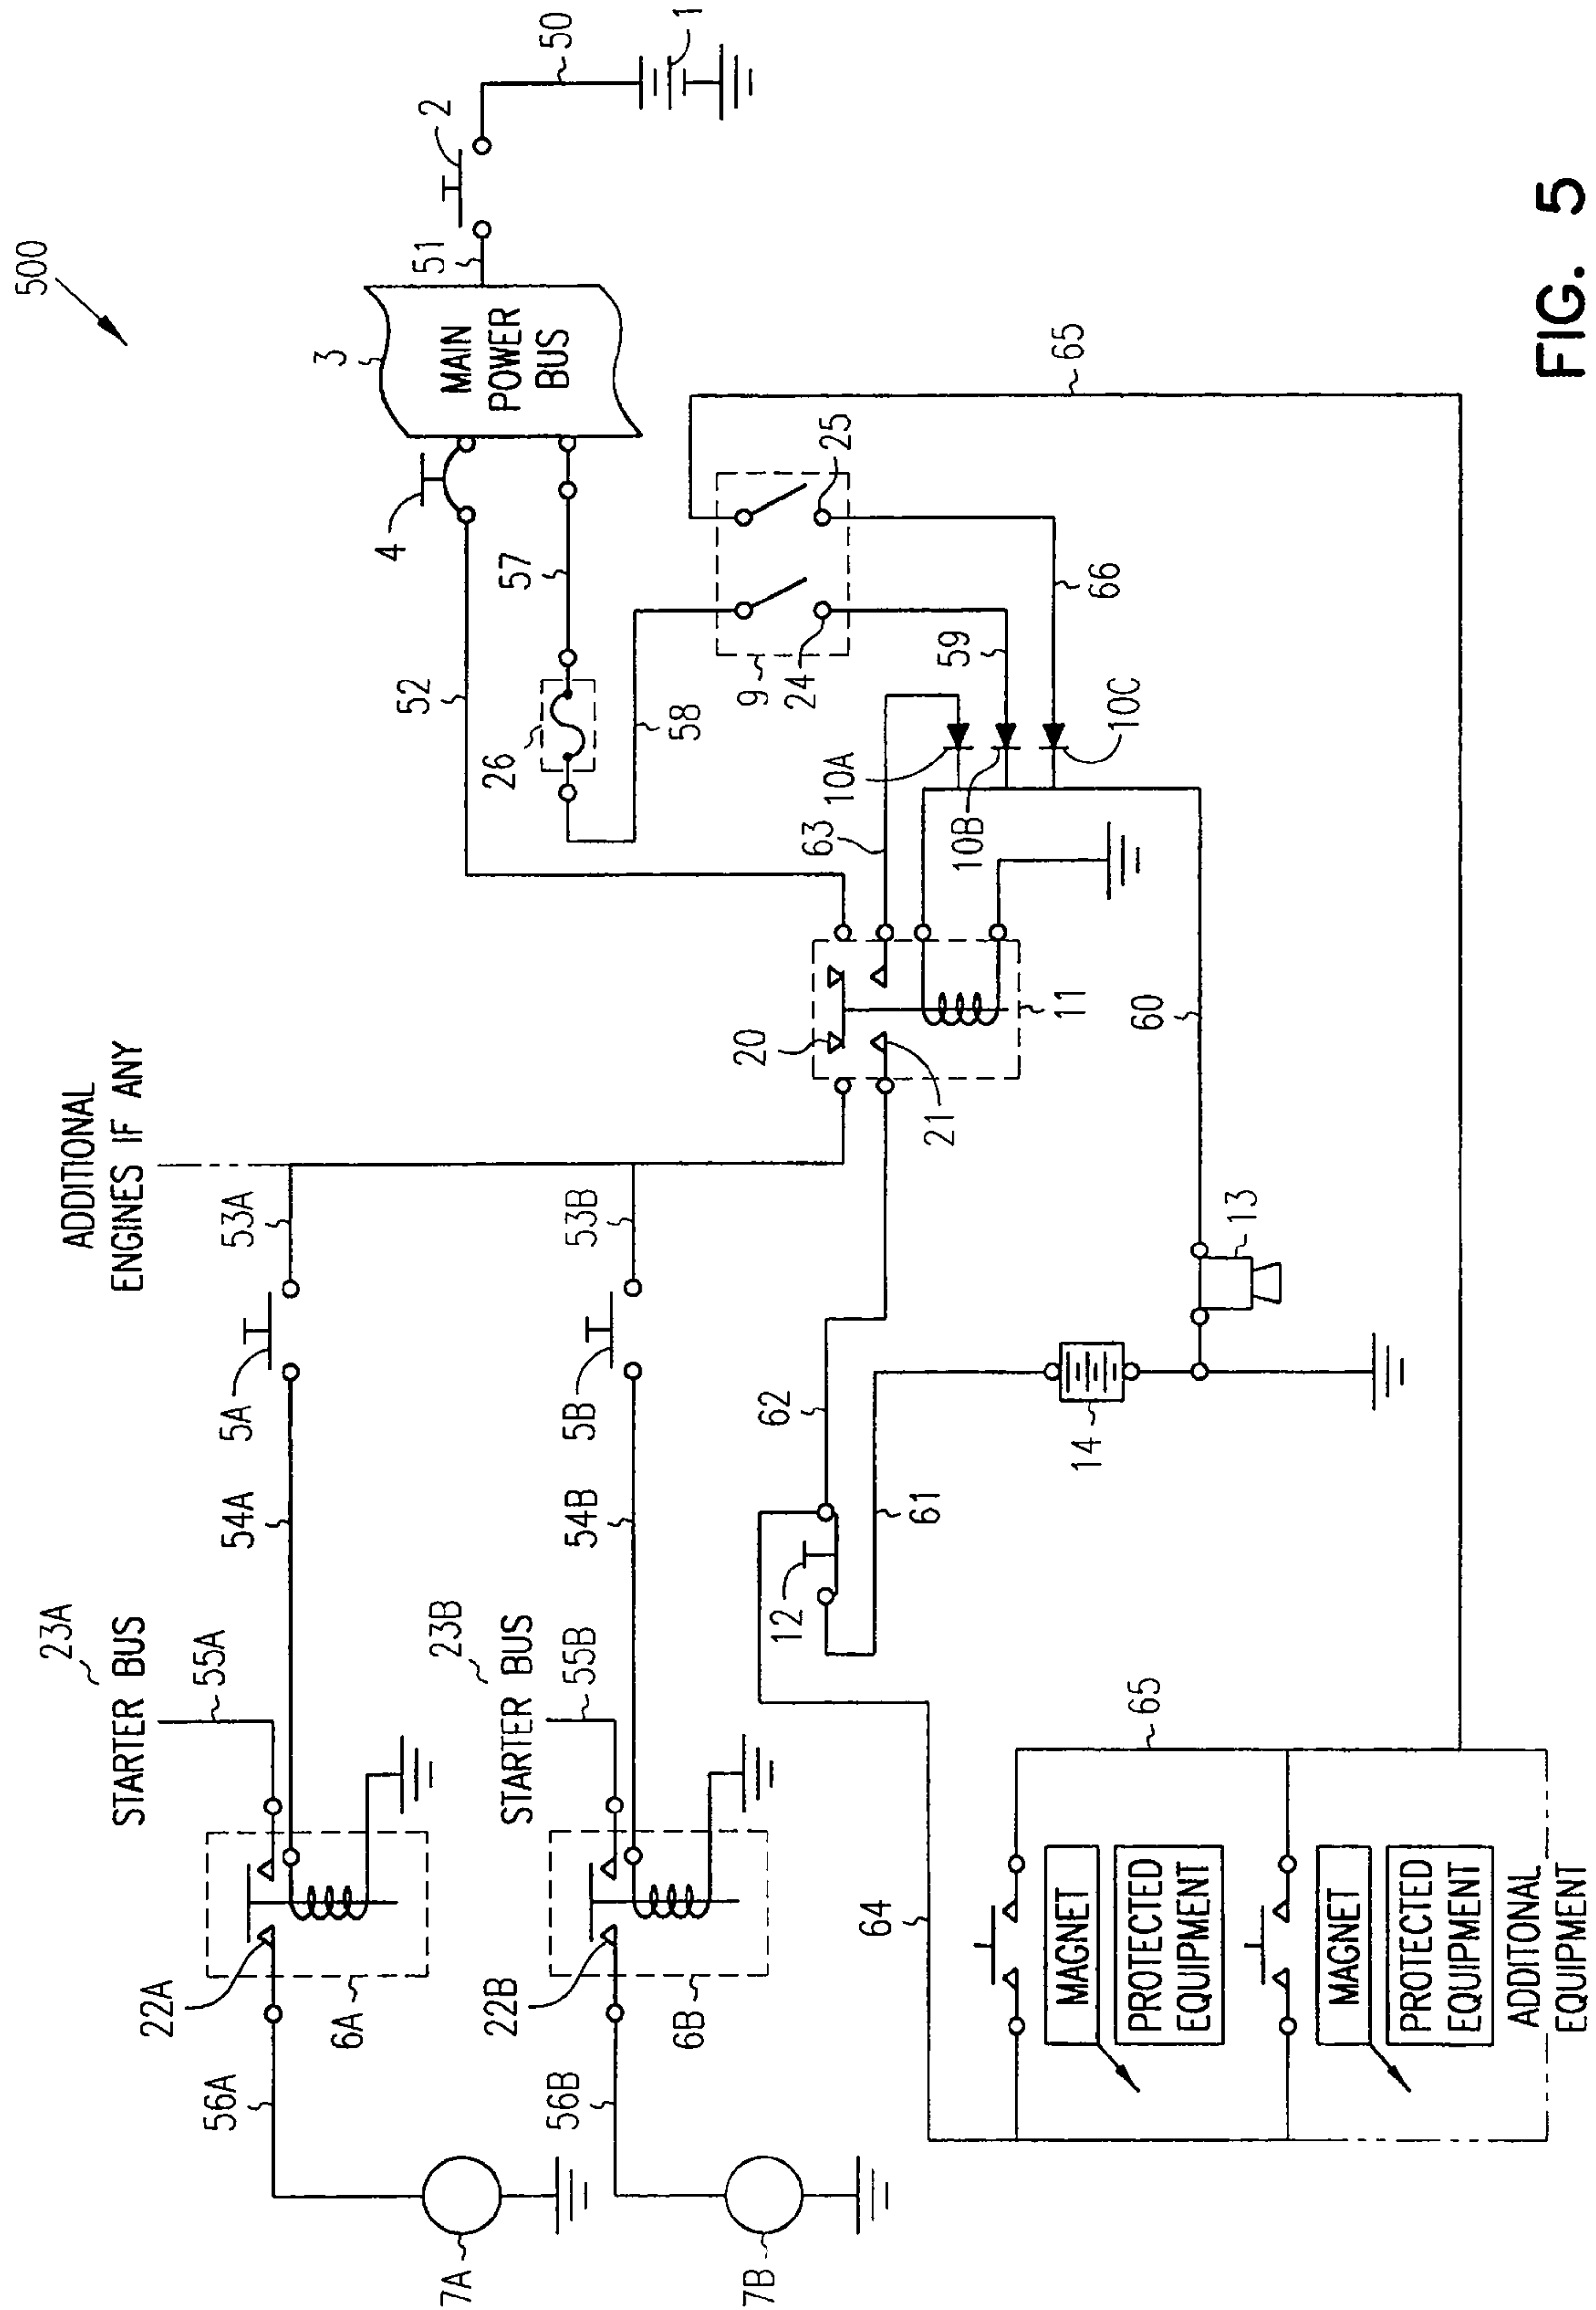 500
50
1
2
51
3
MAIN
POWER
BUS
4
52
57
26
58
9
24
25
65
59
66
63
10A
10B
10C
20
21
11
60
ADDITIONAL
ENGINES IF ANY
53A
53B
5A
5B
54A
54B
62
61
12
14
13
23A
STARTER BUS
55A
23B
STARTER BUS
55B
22A
6A
22B
6B
56A
56B
7A
7B
64
65
MAGNET
PROTECTED
EQUIPMENT
MAGNET
PROTECTED
EQUIPMENT
ADDITONAL
EQUIPMENT
FIG. 5